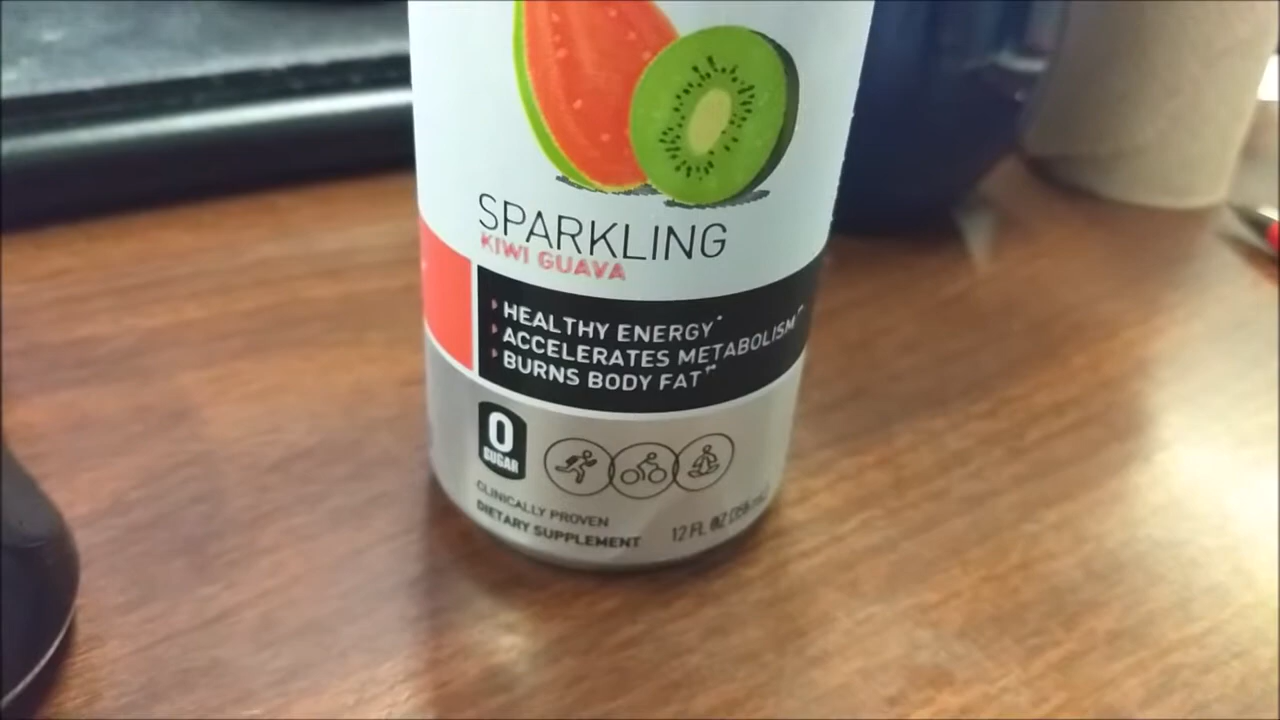 SPARKLING
KIWI GUAVA
HEALTHY ENERGY*
ACCELERATES METABOLISM**
BURNS BODY FAT**
0
SUGAR
CLINICALLY PROVEN
DIETARY SUPPLEMENT
12 FL OZ (355mL)